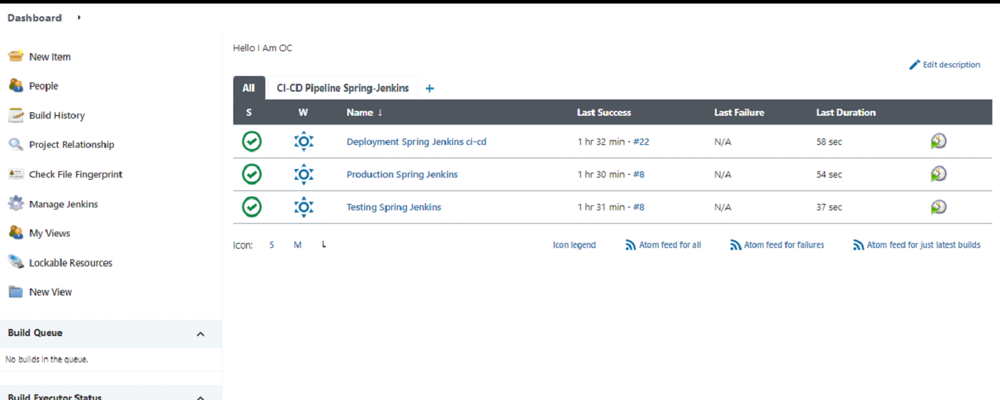 Dashboard
New Item
People
Build History
Project Relationship
Check File Fingerprint
Manage Jenkins
My Views
Lockable Resources
New View
Build Queue
No builds in the queue.
Build Executor Status
Hello I Am OC
Edit description
All CI-CD Pipeline Spring-Jenkins +
S W Name ↓ Last Success Last Failure Last Duration
Deployment Spring Jenkins ci-cd 1 hr 32 min - #22 N/A 58 sec
Production Spring Jenkins 1 hr 30 min - #8 N/A 54 sec
Testing Spring Jenkins 1 hr 31 min - #8 N/A 37 sec
Icon: S M L Icon legend Atom feed for all Atom feed for failures Atom feed for just latest builds